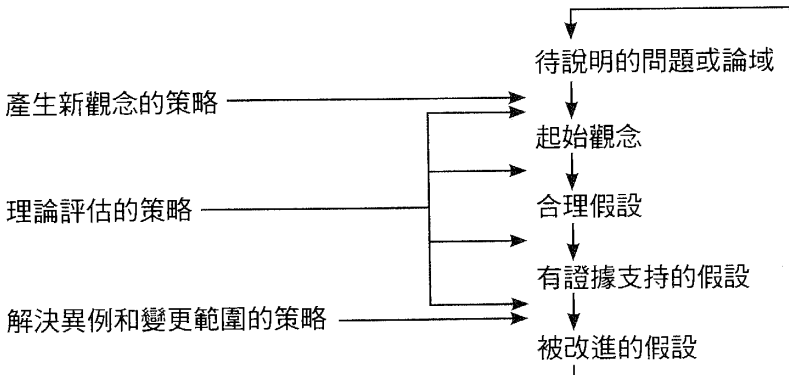 待說明的問題或論域
產生新觀念的策略
起始觀念
理論評估的策略
合理假設
有證據支持的假設
解決異例和變更範圍的策略
被改進的假設